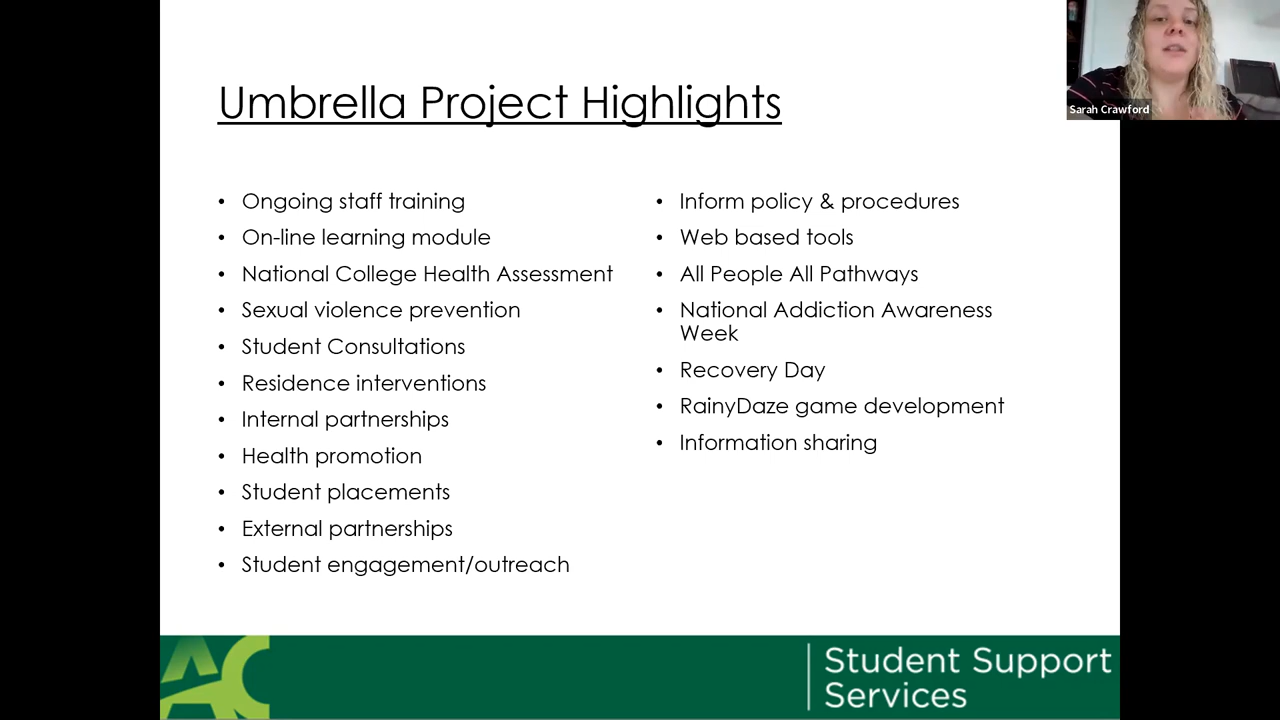 Umbrella Project Highlights
Sarah Crawford
• Ongoing staff training
• On-line learning module
• National College Health Assessment
• Sexual violence prevention
• Student Consultations
• Residence interventions
• Internal partnerships
• Health promotion
• Student placements
• External partnerships
• Student engagement/outreach
• Inform policy & procedures
• Web based tools
• All People All Pathways
• National Addiction Awareness
Week
• Recovery Day
• RainyDaze game development
• Information sharing
AC
Student Support
Services